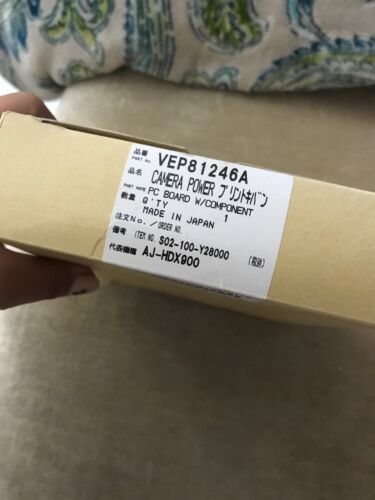 品番 PART NO. VEP81246A
品名 CAMERA POWER プリントキバン
PART NAME PC BOARD W/COMPONENT
数量 Q'TY 1
MADE IN JAPAN
注文No./ORDER NO.
備考 ITEM NO. S02-100-Y28000
代表機種 AJ-HDX900